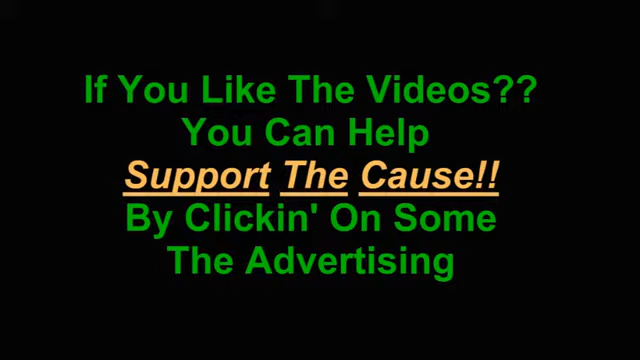 If You Like The Videos??
You Can Help
Support The Cause!!
By Clickin' On Some
The Advertising